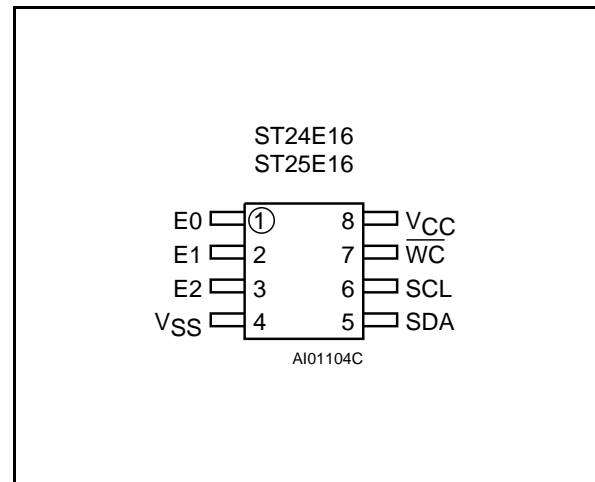 ST24E16
ST25E16
E0 1 8 VCC
E1 2 7 WC
E2 3 6 SCL
VSS 4 5 SDA
AI01104C